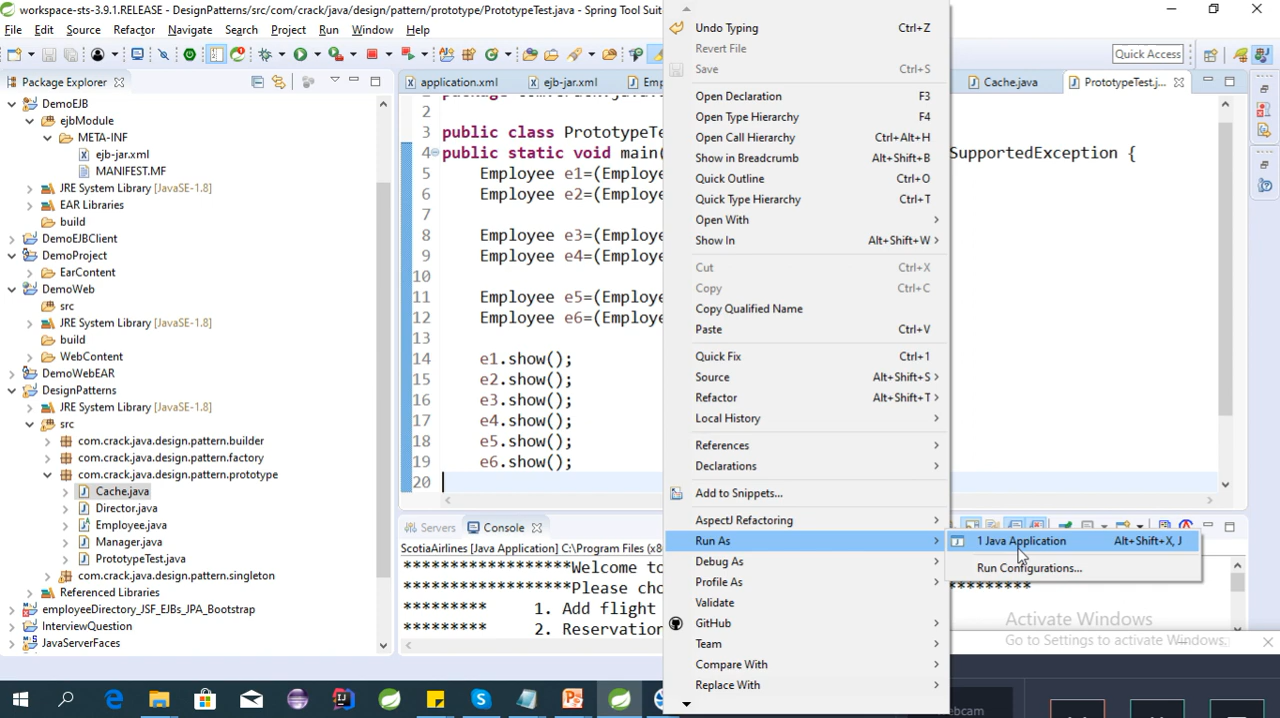 workspace-sts-3.9.1.RELEASE - DesignPatterns/src/com/crack/java/design/pattern/prototype/PrototypeTest.java - Spring Tool Suite
File Edit Source Refactor Navigate Search Project Run Window Help
Quick Access
Package Explorer
DemoEJB
ejbModule
META-INF
ejb-jar.xml
MANIFEST.MF
JRE System Library [JavaSE-1.8]
EAR Libraries
build
DemoEJBClient
DemoProject
EarContent
DemoWeb
src
JRE System Library [JavaSE-1.8]
build
WebContent
DemoWebEAR
DesignPatterns
JRE System Library [JavaSE-1.8]
src
com.crack.java.design.pattern.builder
com.crack.java.design.pattern.factory
com.crack.java.design.pattern.prototype
Cache.java
Director.java
Employee.java
Manager.java
PrototypeTest.java
com.crack.java.design.pattern.singleton
Referenced Libraries
employeeDirectory_JSF_EJBs_JPA_Bootstrap
InterviewQuestion
JavaServerFaces
application.xml ejb-jar.xml Em Cache.java PrototypeTest.j...
2
3 public class PrototypeTe
4 public static void main( SupportedException {
5 Employee e1=(Employe
6 Employee e2=(Employe
7
8 Employee e3=(Employe
9 Employee e4=(Employe
10
11 Employee e5=(Employe
12 Employee e6=(Employe
13
14 e1.show();
15 e2.show();
16 e3.show();
17 e4.show();
18 e5.show();
19 e6.show();
20
Undo Typing Ctrl+Z
Revert File
Save Ctrl+S
Open Declaration F3
Open Type Hierarchy F4
Open Call Hierarchy Ctrl+Alt+H
Show in Breadcrumb Alt+Shift+B
Quick Outline Ctrl+O
Quick Type Hierarchy Ctrl+T
Open With
Show In Alt+Shift+W
Cut Ctrl+X
Copy Ctrl+C
Copy Qualified Name
Paste Ctrl+V
Quick Fix Ctrl+1
Source Alt+Shift+S
Refactor Alt+Shift+T
Local History
References
Declarations
Add to Snippets...
AspectJ Refactoring
Run As
Debug As
Profile As
Validate
GitHub
Team
Compare With
Replace With
1 Java Application Alt+Shift+X, J
Run Configurations...
Servers Console
ScotiaAirlines [Java Application] C:\Program Files (x8
******************Welcome to
******************Please cho
********* 1. Add flight
********* 2. Reservation
*********
Activate Windows
Go to Settings to activate Windows.